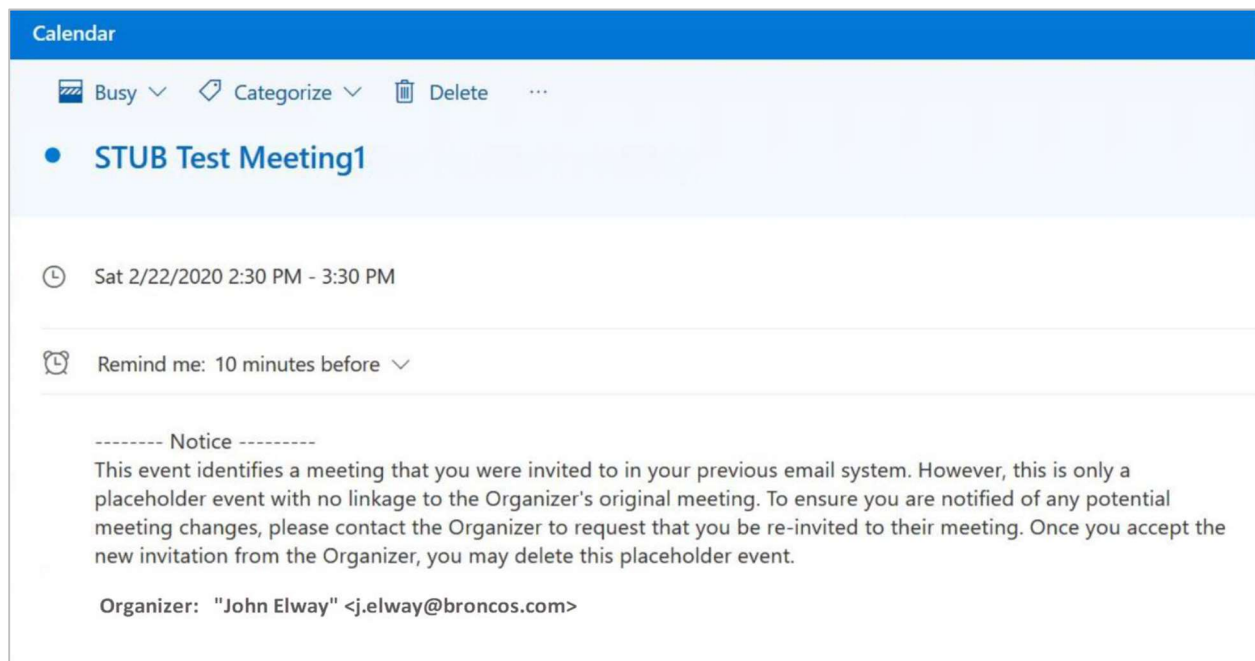 Calendar
Busy Categorize Delete ...
STUB Test Meeting1
Sat 2/22/2020 2:30 PM - 3:30 PM
Remind me: 10 minutes before
-------- Notice ---------
This event identifies a meeting that you were invited to in your previous email system. However, this is only a
placeholder event with no linkage to the Organizer's original meeting. To ensure you are notified of any potential
meeting changes, please contact the Organizer to request that you be re-invited to their meeting. Once you accept the
new invitation from the Organizer, you may delete this placeholder event.
Organizer: "John Elway" <j.elway@broncos.com>